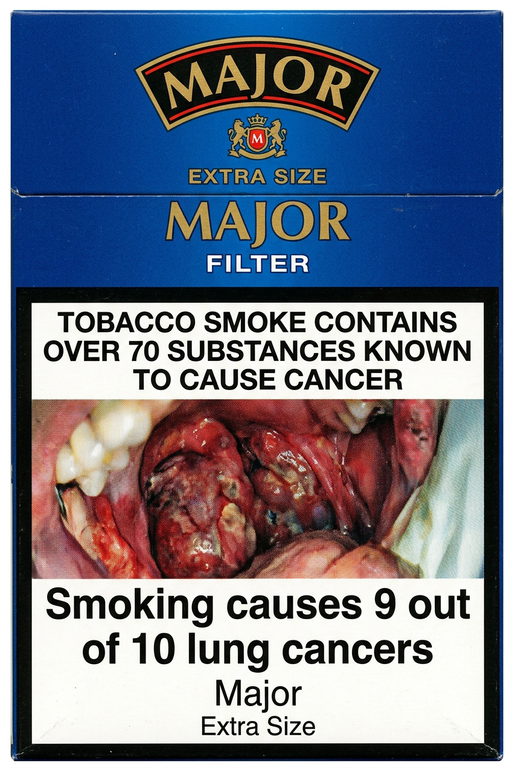 MAJOR
M
EXTRA SIZE
MAJOR
FILTER
TOBACCO SMOKE CONTAINS
OVER 70 SUBSTANCES KNOWN
TO CAUSE CANCER
Smoking causes 9 out
of 10 lung cancers
Major
Extra Size